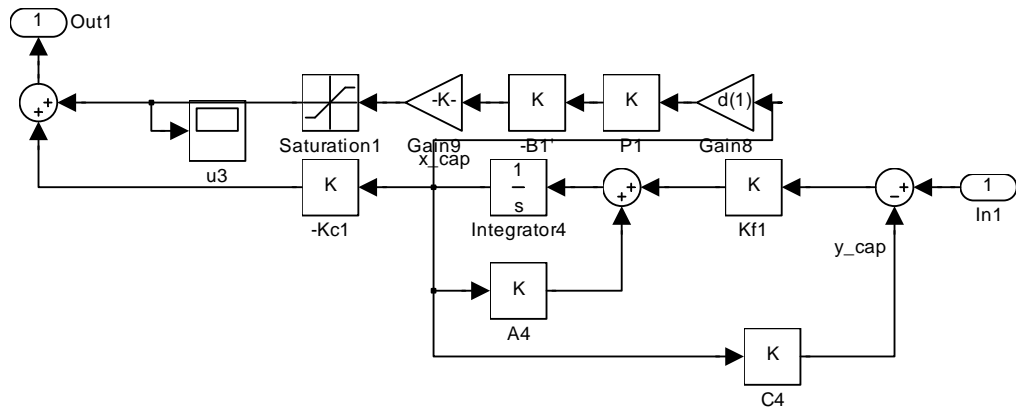 1
Out1
+
+
Saturation1
-K-
Gain9
K
-B1'
K
P1
d(1)
Gain8
u3
x_cap
K
-Kc1
1
s
Integrator4
+
+
K
Kf1
+
−
1
In1
y_cap
K
A4
K
C4